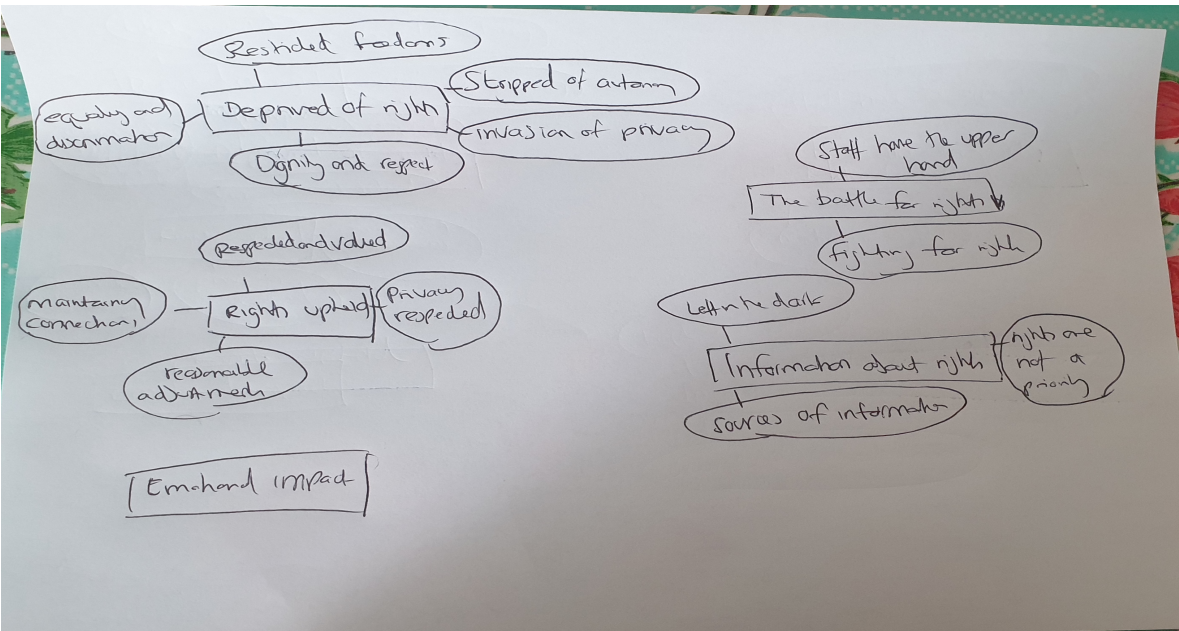 Restricted freedoms
Deprived of rights
Stripped of autonomy
invasion of privacy
equality and
discrimination
Dignity and respect
Staff have the upper
hand
The battle for rights
fighting for rights
Respected and valued
Rights upheld
Privacy
respected
maintaining
connections
reasonable
adjustments
Left in the dark
Information about rights
rights are
not a
priority
sources of information
Emotional impact